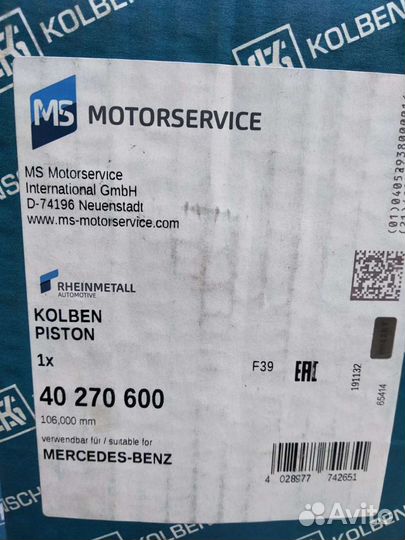 KOLBEN
KOLBEN
MS MOTORSERVICE
MS Motorservice
International GmbH
D-74196 Neuenstadt
www.ms-motorservice.com
RHEINMETALL
AUTOMOTIVE
KOLBEN
PISTON
1x
F39
EAC
191132
65414
40 270 600
106,000 mm
verwendbar für / suitable for
MERCEDES-BENZ
4 028977 742651
KOLBEN
Avito